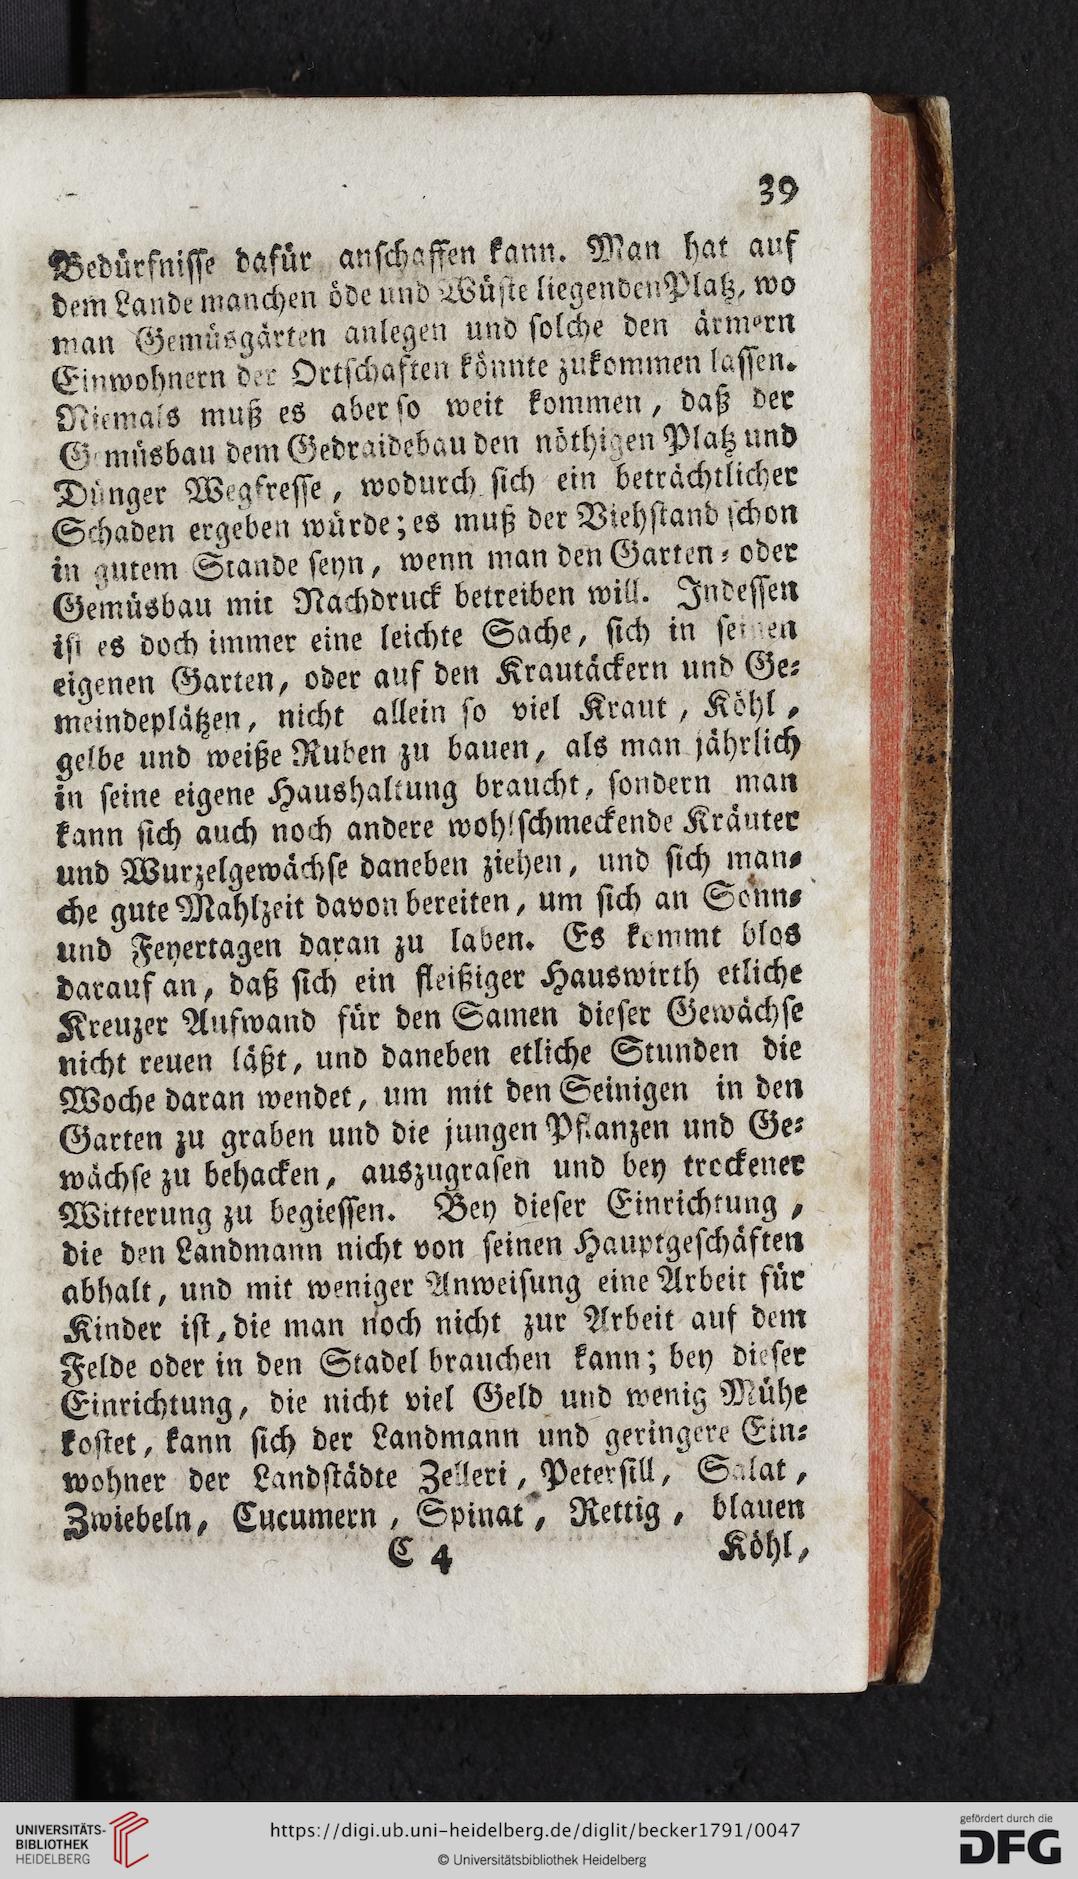 39
Bedürfnisse dafür anschaffen kann. Man hat auf
dem Lande manchen öde und Wüste liegenden Platz, wo
man Gemüsgärten anlegen und solche den ärmern
Einwohnern der Ortschaften könnte zukommen lassen.
Niemals muß es aber so weit kommen, daß der
Gemüsbau dem Gedraidebau den nöthigen Platz und
Dünger Wegfresse, wodurch sich ein beträchtlicher
Schaden ergeben würde; es muß der Viehstand schon
in gutem Stande seyn, wenn man den Garten- oder
Gemüsbau mit Nachdruck betreiben will. Indessen
ist es doch immer eine leichte Sache, sich in seinen
eigenen Garten, oder auf den Krautäckern und Ge-
meindeplätzen, nicht allein so viel Kraut, Köhl,
gelbe und weiße Ruben zu bauen, als man jährlich
in seine eigene Haushaltung braucht, sondern man
kann sich auch noch andere wohlschmeckende Kräuter
und Wurzelgewächse daneben ziehen, und sich man-
che gute Mahlzeit davon bereiten, um sich an Sonn-
und Feyertagen daran zu laben. Es kommt blos
darauf an, daß sich ein fleißiger Hauswirth etliche
Kreuzer Aufwand für den Samen dieser Gewächse
nicht reuen läßt, und daneben etliche Stunden die
Woche daran wendet, um mit den Seinigen in den
Garten zu graben und die jungen Pflanzen und Ge-
wächse zu behacken, auszugrasen und bey trockener
Witterung zu begiessen. Bey dieser Einrichtung,
die den Landmann nicht von seinen Hauptgeschäften
abhalt, und mit weniger Anweisung eine Arbeit für
Kinder ist, die man noch nicht zur Arbeit auf dem
Felde oder in den Stadel brauchen kann; bey dieser
Einrichtung, die nicht viel Geld und wenig Mühe
kostet, kann sich der Landmann und geringere Ein-
wohner der Landstädte Zelleri, Petersill, Salat,
Zwiebeln, Cucumern, Spinat, Rettig, blauen
C 4 Köhl,
UNIVERSITÄTS-
BIBLIOTHEK
HEIDELBERG
https://digi.ub.uni-heidelberg.de/diglit/becker1791/0047
© Universitätsbibliothek Heidelberg
gefördert durch die
DFG